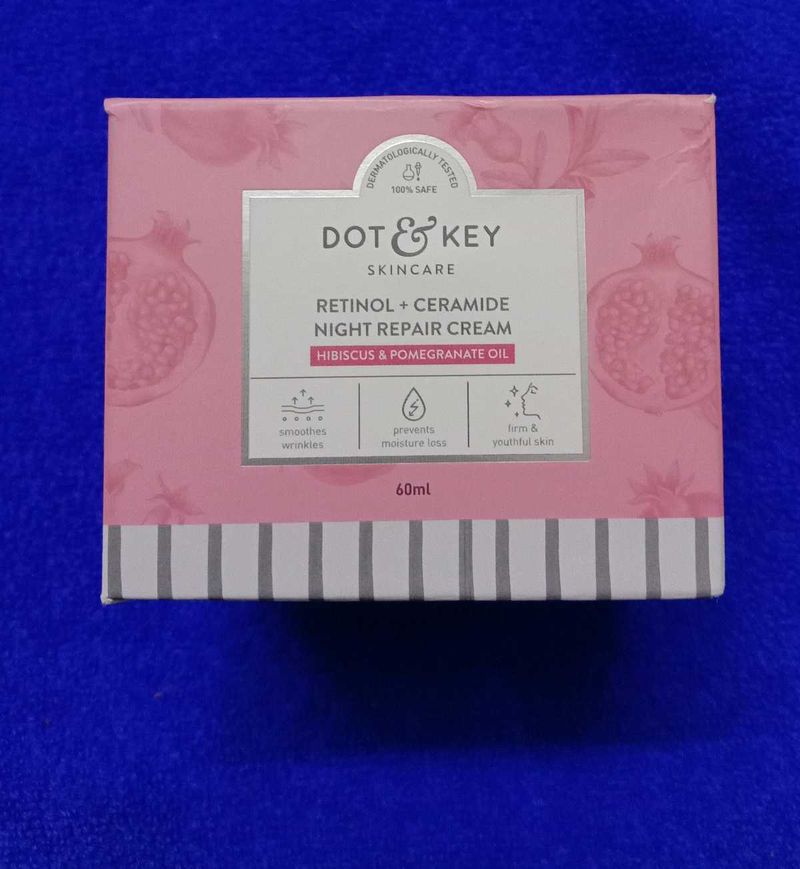 DERMATOLOGICALLY TESTED
100% SAFE
DOT & KEY
SKINCARE
RETINOL + CERAMIDE
NIGHT REPAIR CREAM
HIBISCUS & POMEGRANATE OIL
smoothes
wrinkles
prevents
moisture loss
firm &
youthful skin
60ml